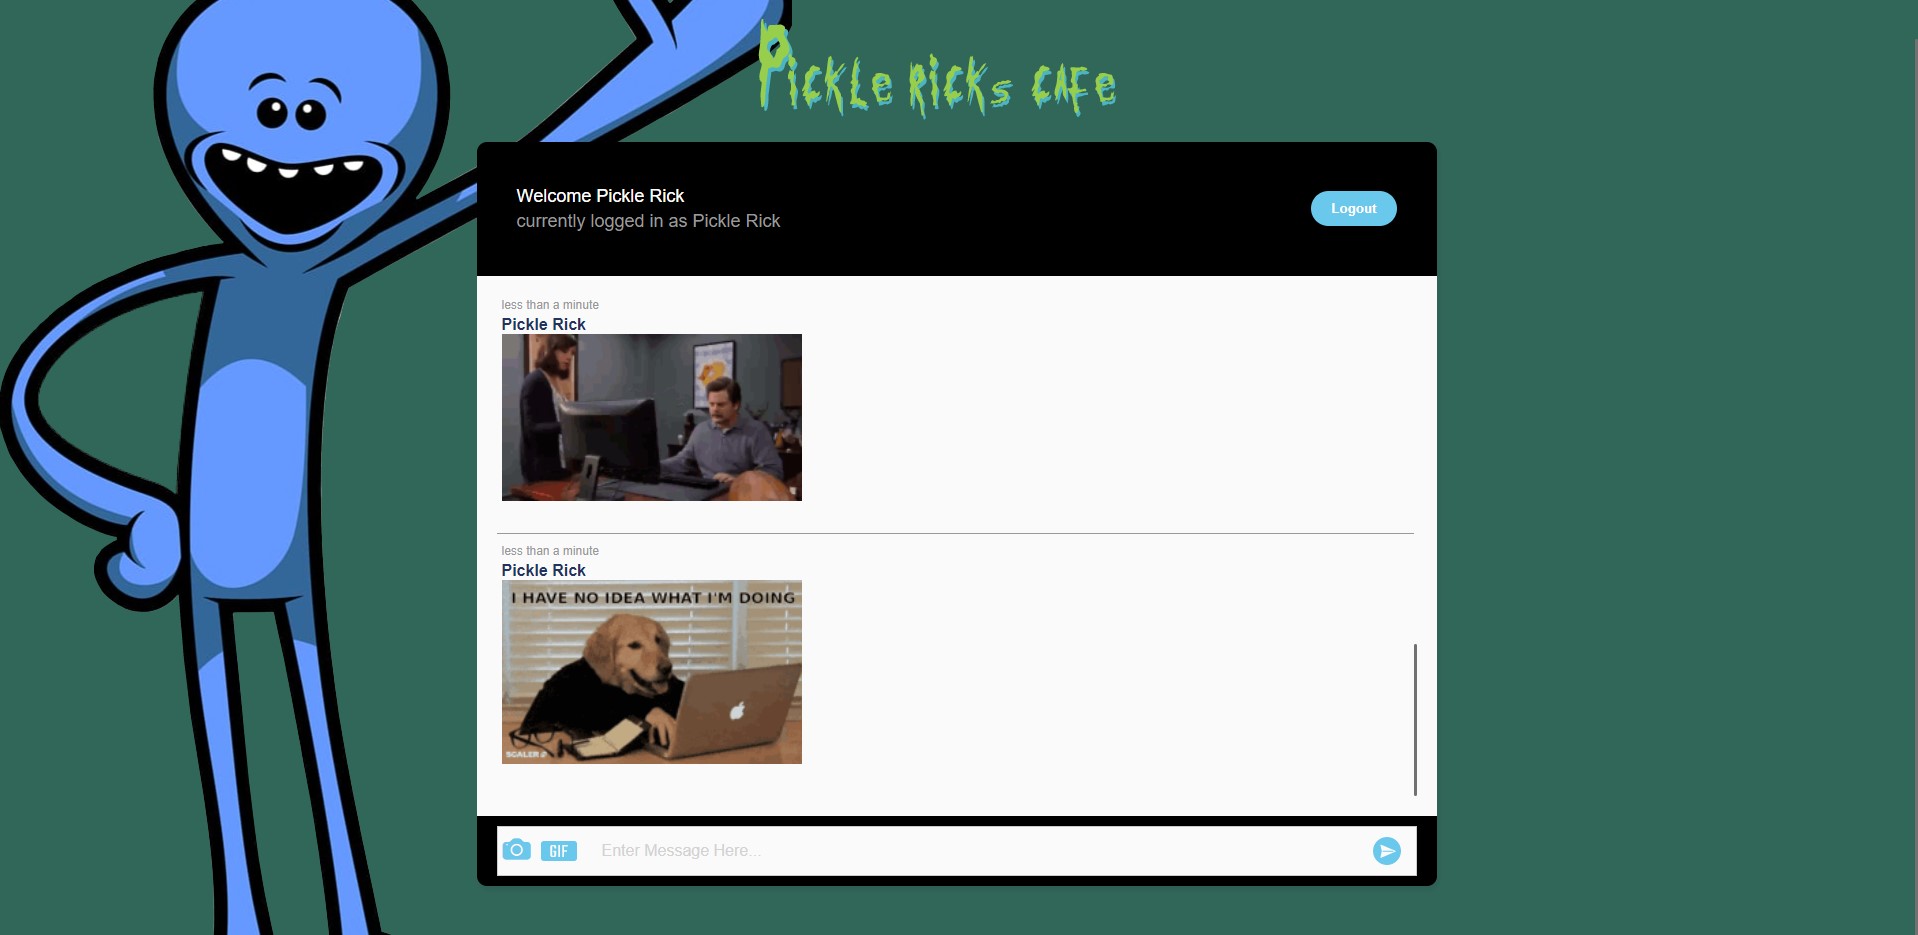 Pickle Ricks Cafe
Welcome Pickle Rick
currently logged in as Pickle Rick
Logout
less than a minute
Pickle Rick
less than a minute
Pickle Rick
I HAVE NO IDEA WHAT I'M DOING
SCALER
GIF
Enter Message Here...